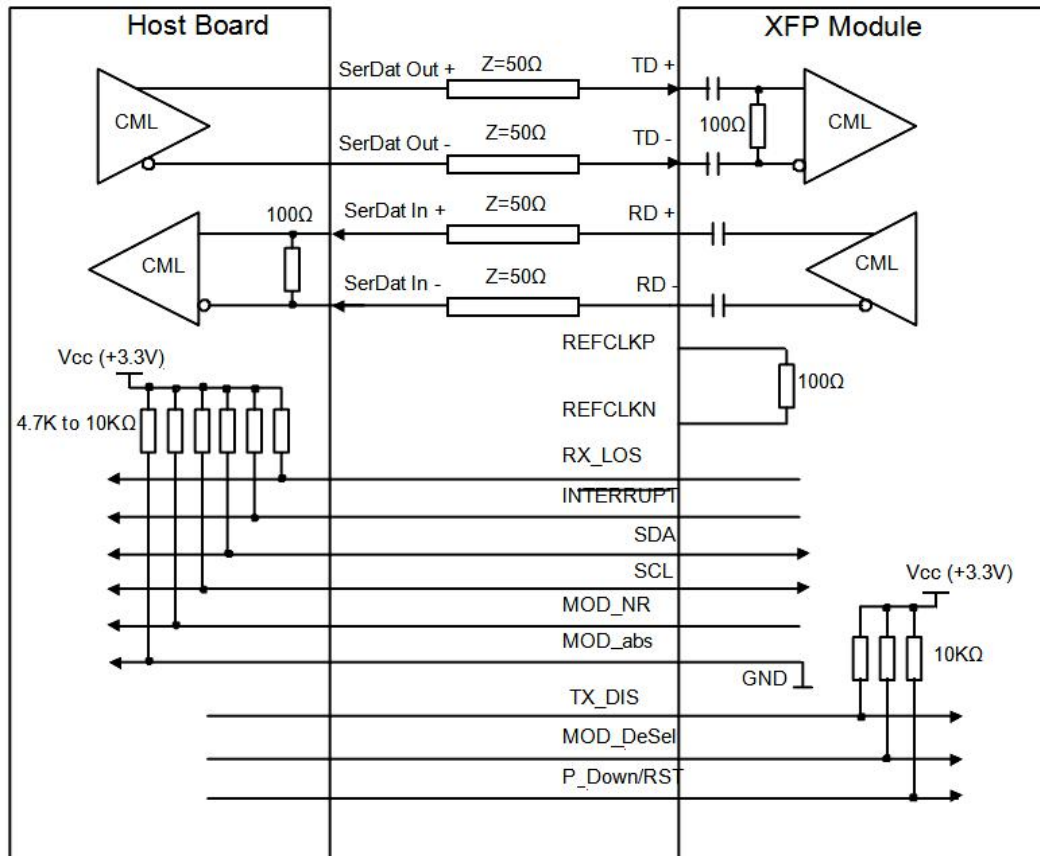 Host Board
XFP Module
SerDat Out +
Z=50Ω
TD +
CML
100Ω
CML
SerDat Out -
Z=50Ω
TD -
SerDat In +
Z=50Ω
RD +
100Ω
CML
CML
SerDat In -
Z=50Ω
RD -
REFCLKP
Vcc (+3.3V)
100Ω
REFCLKN
4.7K to 10KΩ
RX_LOS
INTERRUPT
SDA
SCL
Vcc (+3.3V)
MOD_NR
MOD_abs
10KΩ
GND
TX_DIS
MOD_DeSel
P_Down/RST